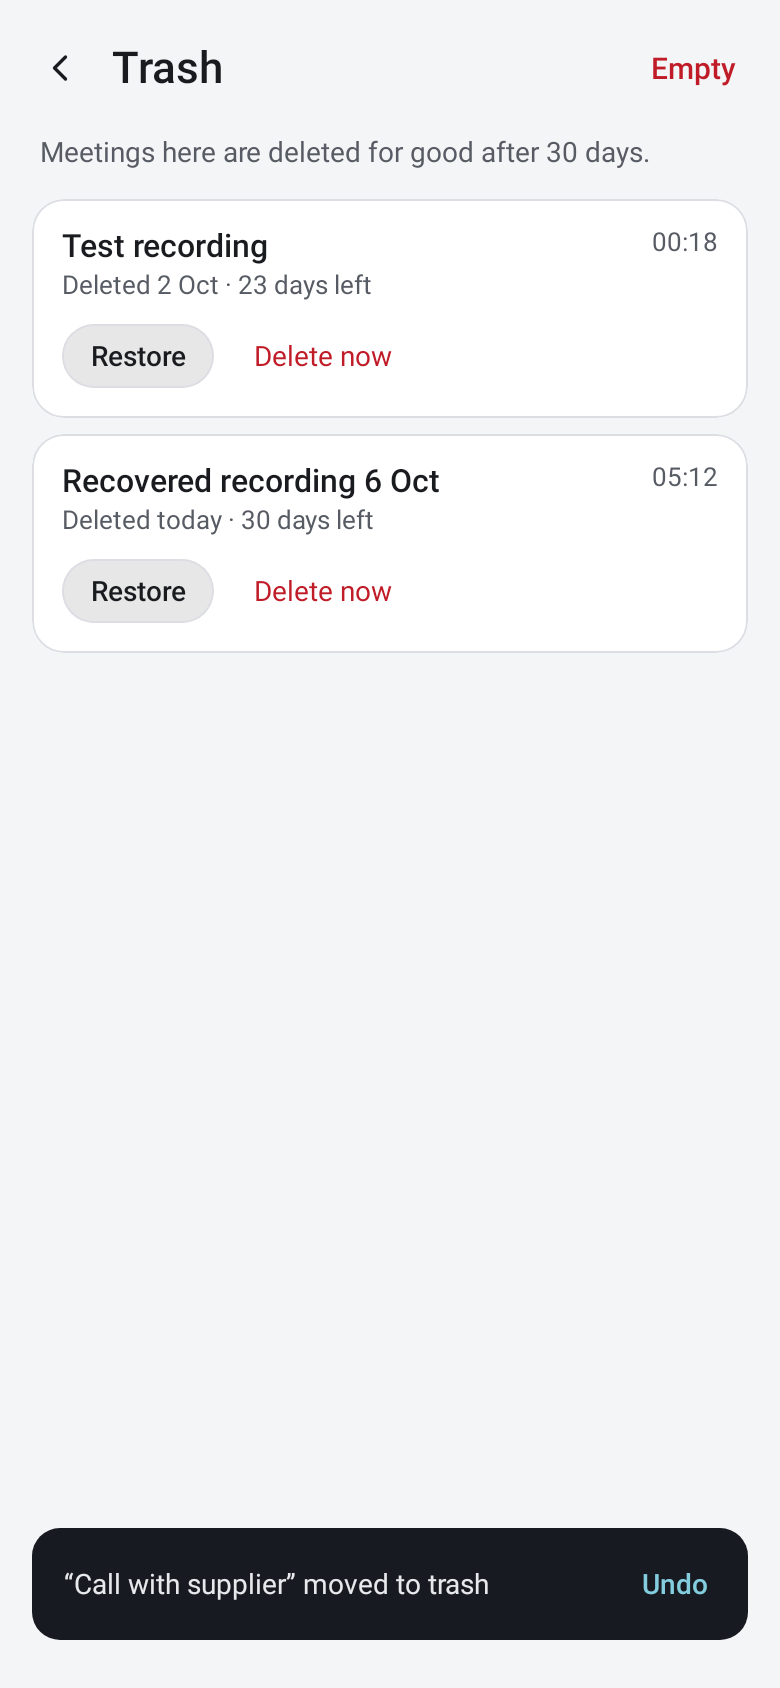 Trash
Empty
Meetings here are deleted for good after 30 days.
Test recording
00:18
Deleted 2 Oct · 23 days left
Restore
Delete now
Recovered recording 6 Oct
05:12
Deleted today · 30 days left
Restore
Delete now
“Call with supplier” moved to trash
Undo